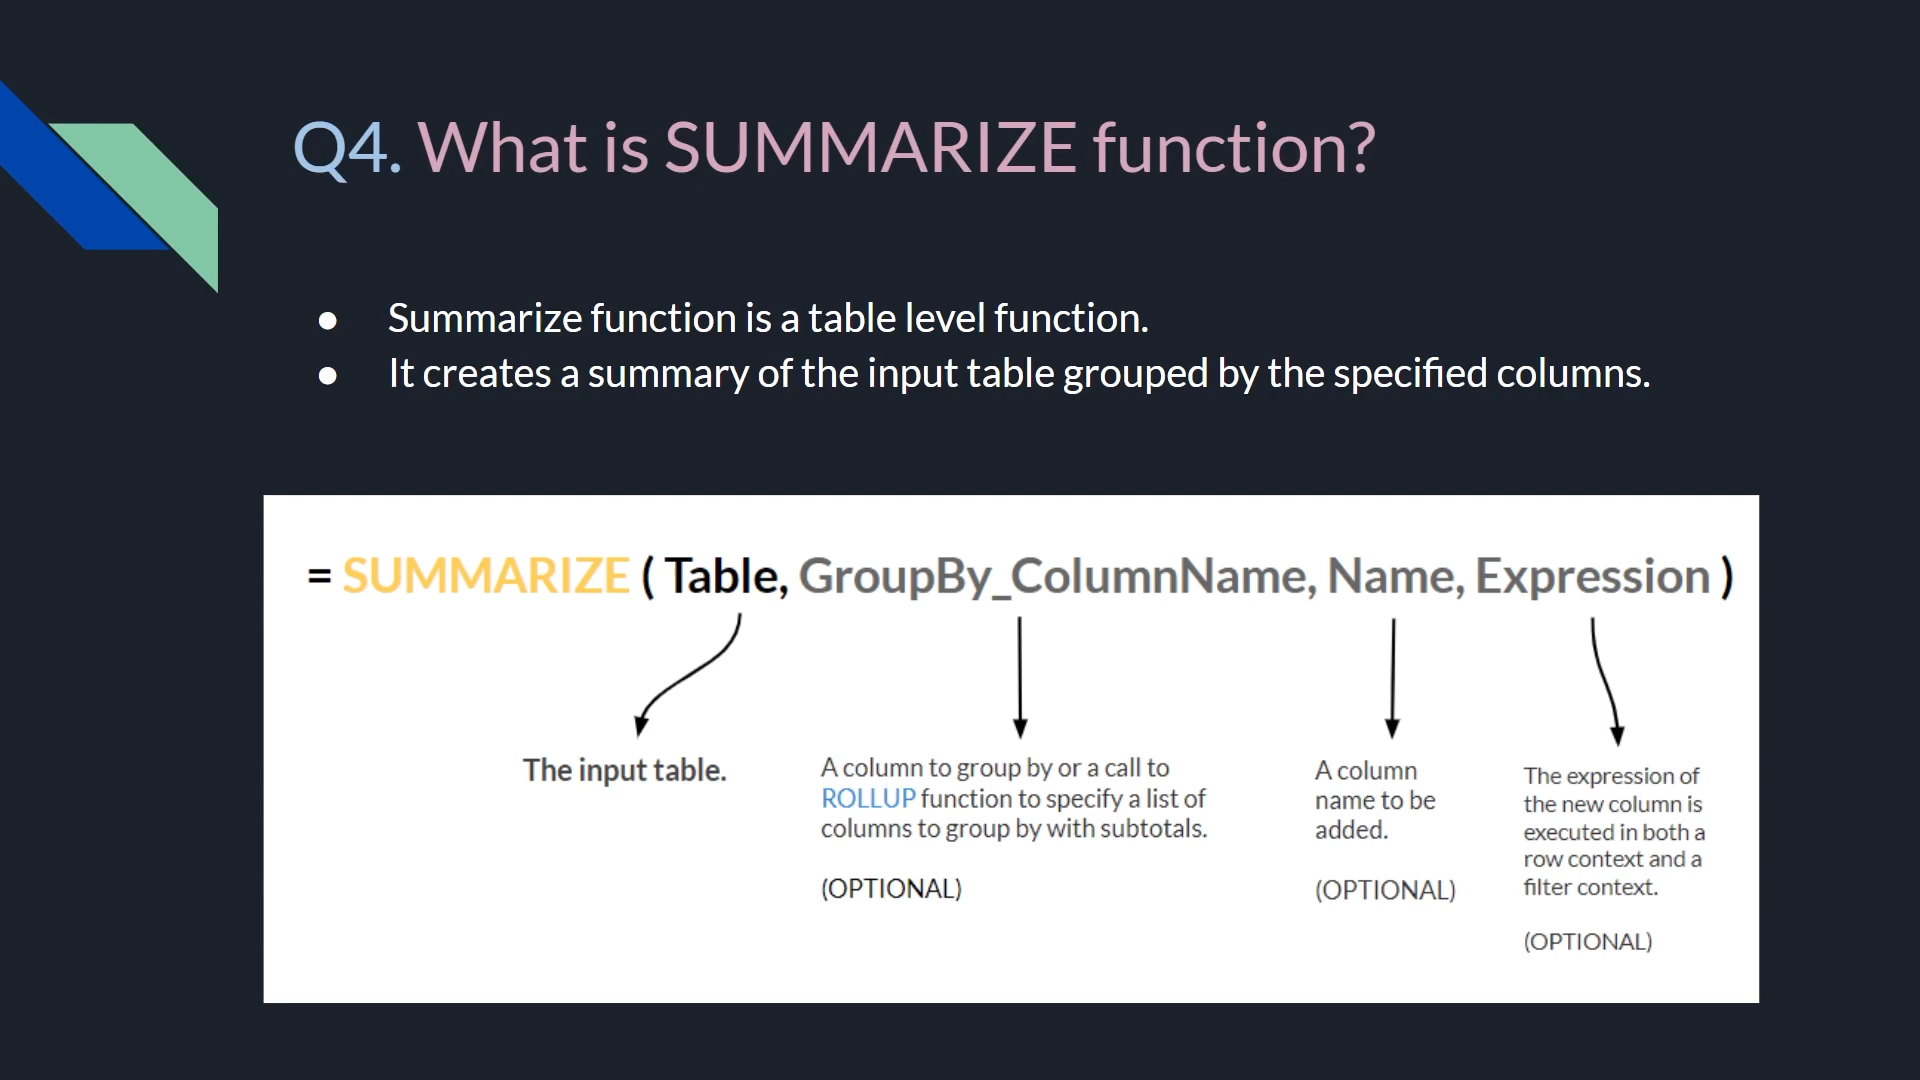 Q4. What is SUMMARIZE function?
● Summarize function is a table level function.
● It creates a summary of the input table grouped by the specified columns.
= SUMMARIZE ( Table, GroupBy_ColumnName, Name, Expression )
The input table.
A column to group by or a call to
ROLLUP function to specify a list of
columns to group by with subtotals.
(OPTIONAL)
A column
name to be
added.
(OPTIONAL)
The expression of
the new column is
executed in both a
row context and a
filter context.
(OPTIONAL)